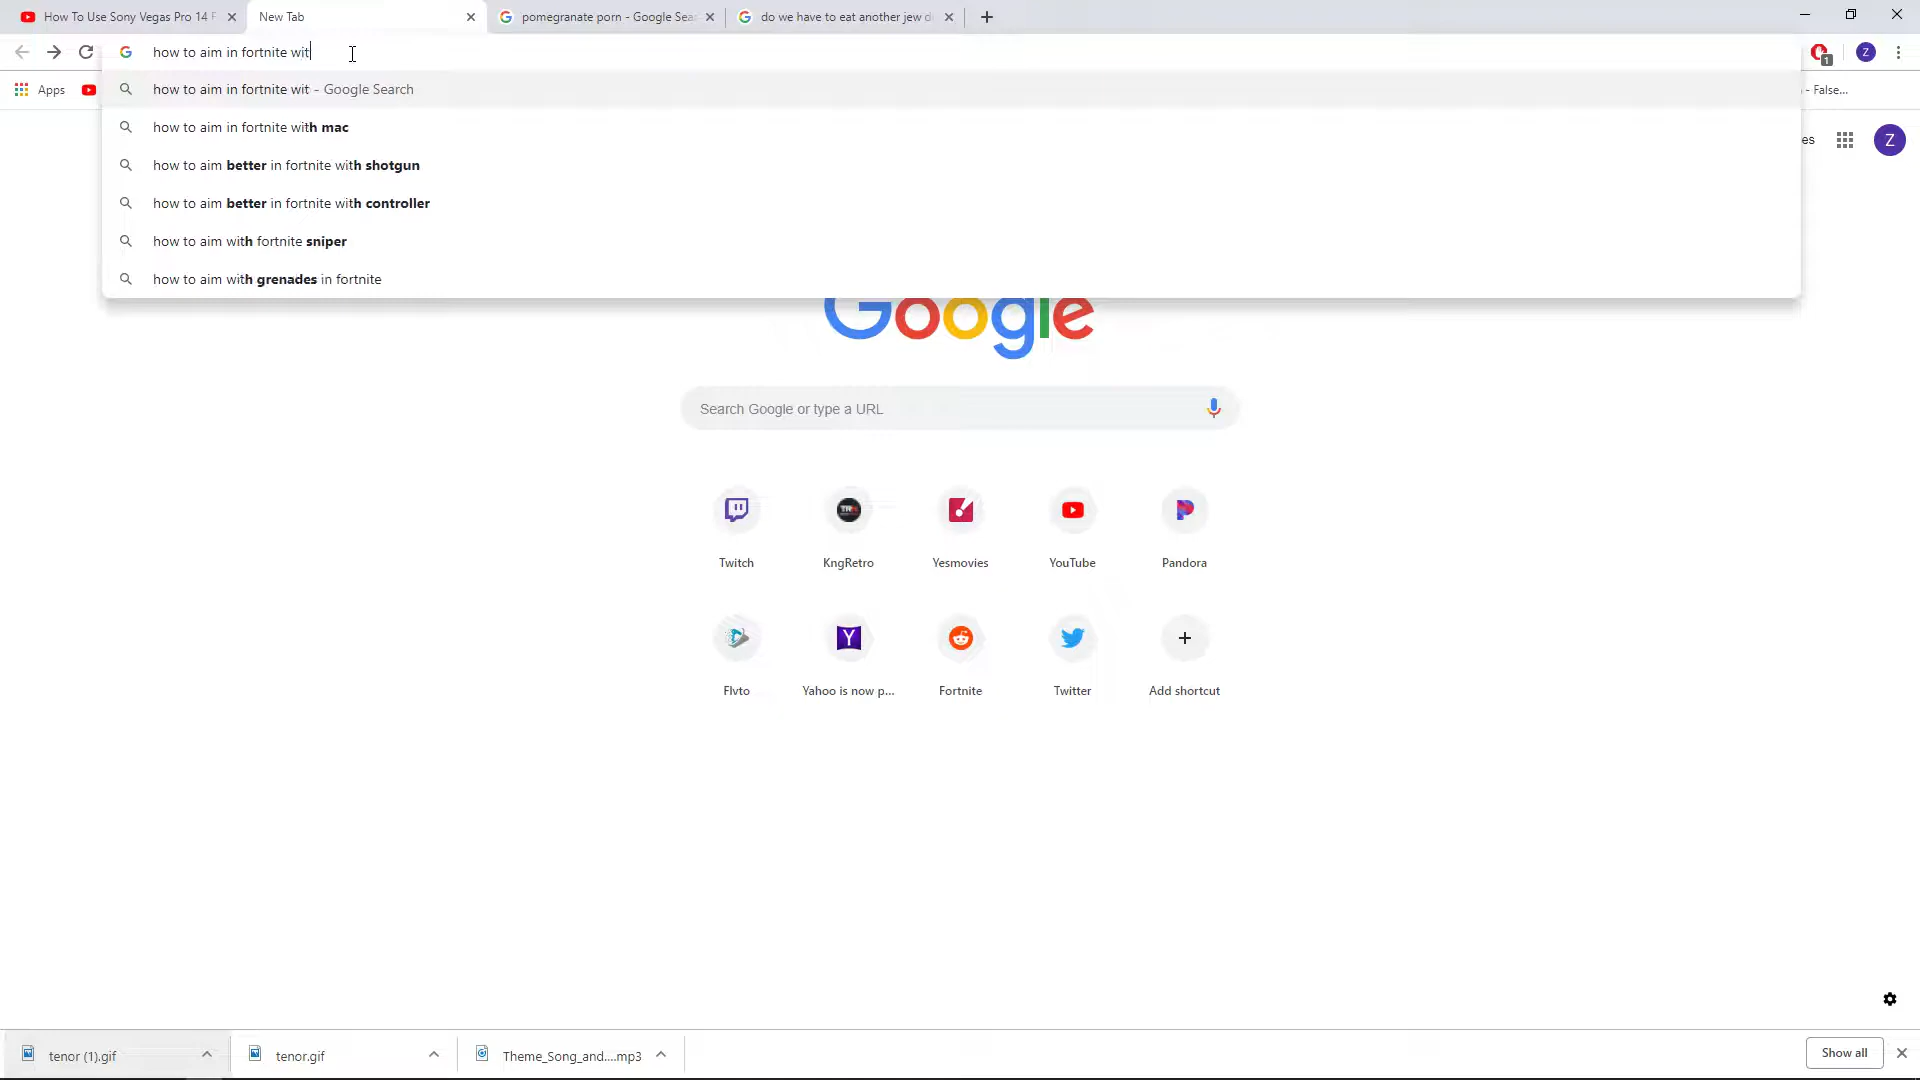 How To Use Sony Vegas Pro 14 F
New Tab
pomegranate porn - Google Sea
do we have to eat another jew d
how to aim in fortnite wit
1
Z
Apps
how to aim in fortnite wit - Google Search
- False...
how to aim in fortnite with mac
es
Z
how to aim better in fortnite with shotgun
how to aim better in fortnite with controller
how to aim with fortnite sniper
how to aim with grenades in fortnite
Google
Search Google or type a URL
Twitch
KngRetro
Yesmovies
YouTube
Pandora
Flvto
Yahoo is now p...
Fortnite
Twitter
Add shortcut
tenor (1).gif
tenor.gif
Theme_Song_and....mp3
Show all